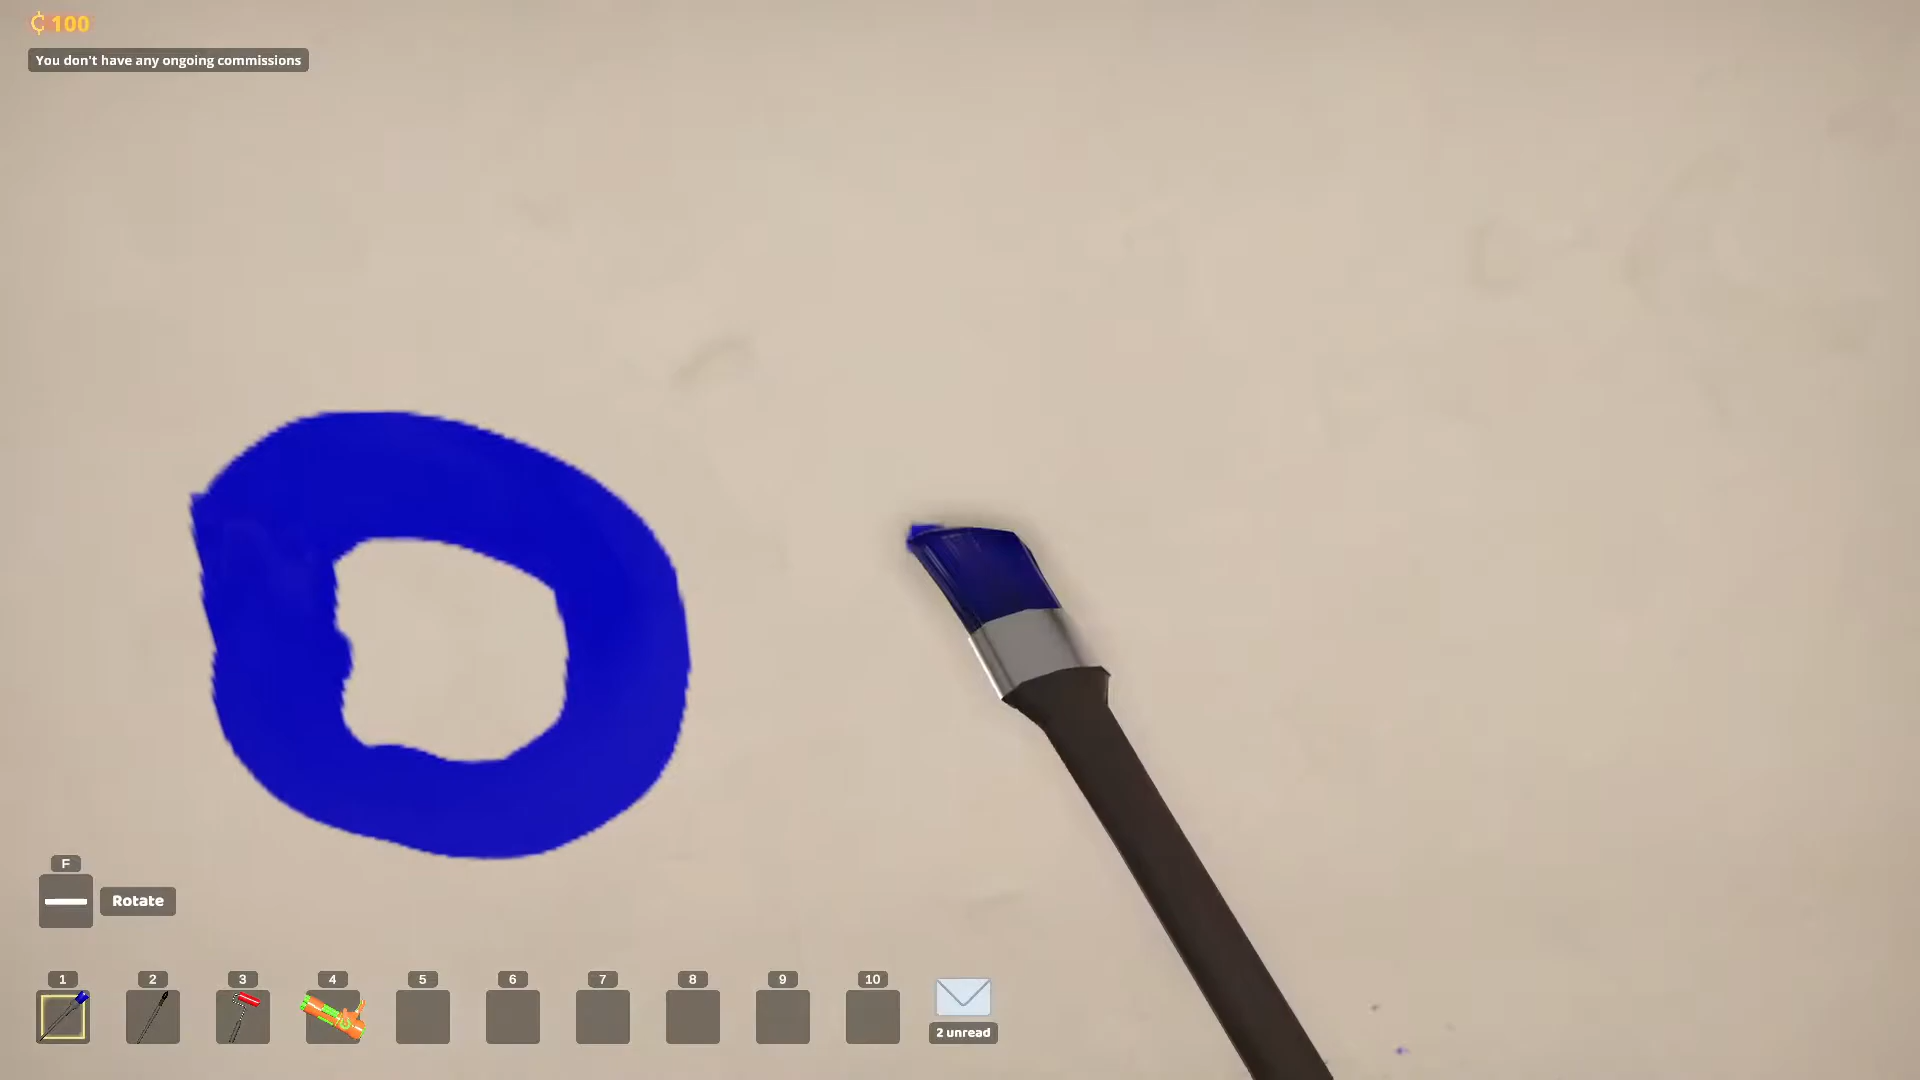 ₵100
You don't have any ongoing commissions
F
Rotate
1 2 3 4 5 6 7 8 9 10
2 unread